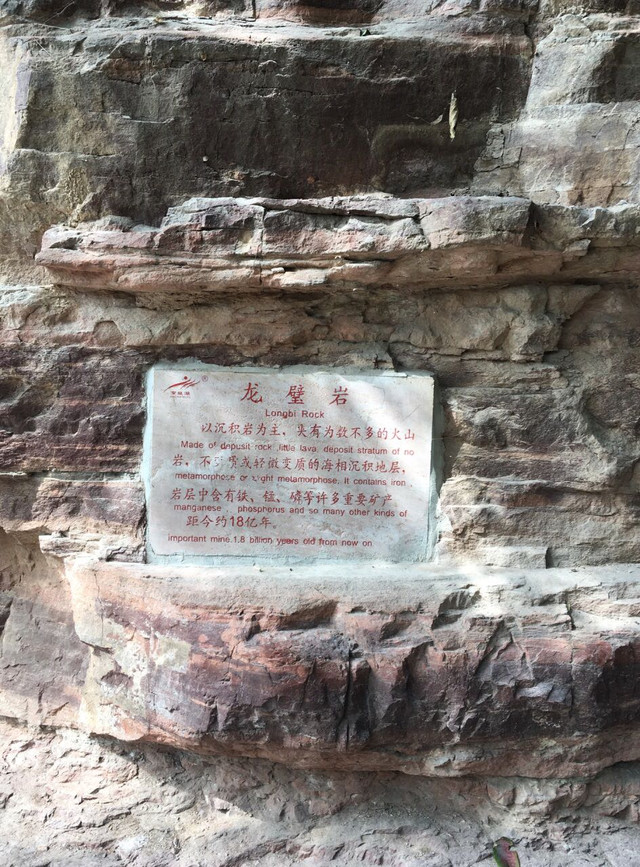 龙璧岩
Longbi Rock
以沉积岩为主，夹有为数不多的火山
Made of deposit rock ,little lava. deposit stratum of no
岩，不变质或轻微变质的海相沉积地层，
metamorphose or slight metamorphose. It contains iron ,
岩层中含有铁、锰、磷等许多重要矿产
manganese , phosphorus and so many other kinds of
距今约18亿年。
important mine.1.8 billion years old from now on